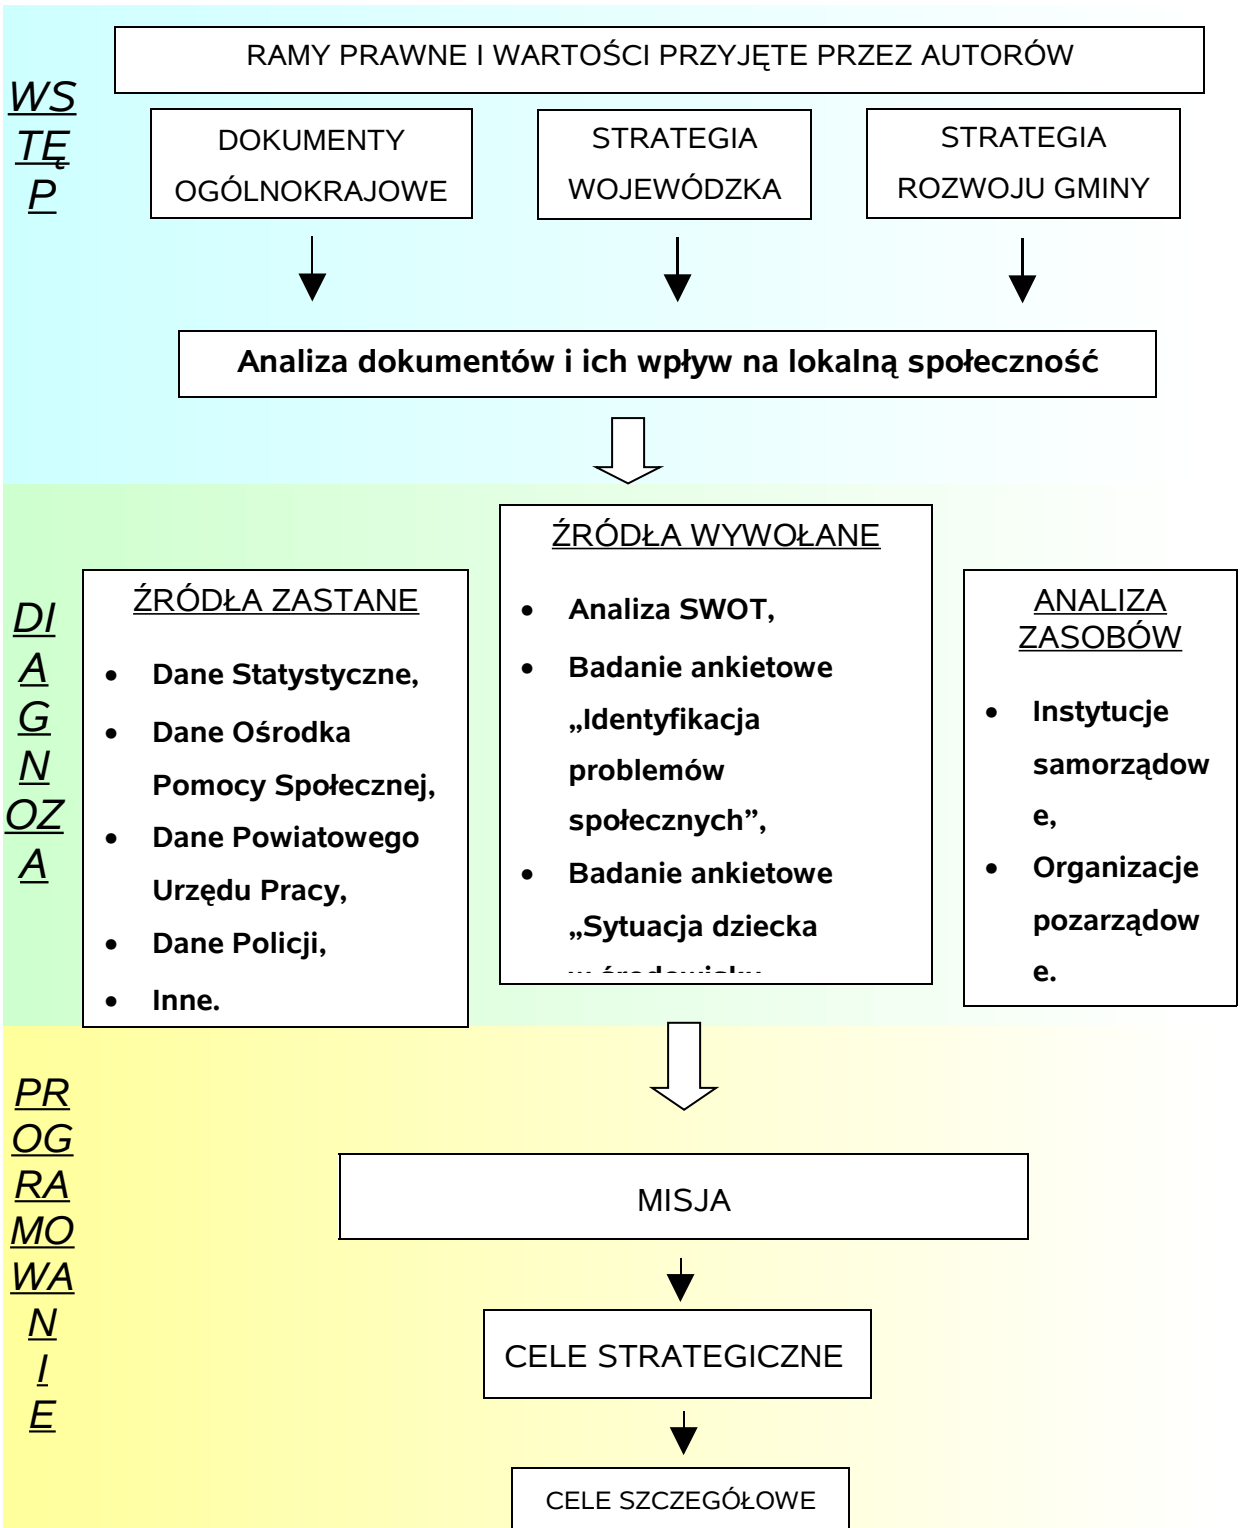 RAMY PRAWNE I WARTOŚCI PRZYJĘTE PRZEZ AUTORÓW
WS
TĘ
P
DOKUMENTY
OGÓLNOKRAJOWE
STRATEGIA
WOJEWÓDZKA
STRATEGIA
ROZWOJU GMINY
Analiza dokumentów i ich wpływ na lokalną społeczność
DI
A
G
N
OZ
A
ŹRÓDŁA ZASTANE
• Dane Statystyczne,
• Dane Ośrodka
Pomocy Społecznej,
• Dane Powiatowego
Urzędu Pracy,
• Dane Policji,
• Inne.
ŹRÓDŁA WYWOŁANE
• Analiza SWOT,
• Badanie ankietowe
„Identyfikacja
problemów
społecznych”,
• Badanie ankietowe
„Sytuacja dziecka
w środowisku
ANALIZA
ZASOBÓW
• Instytucje
samorządow
e,
• Organizacje
pozarządow
e.
PR
OG
RA
MO
WA
N
I
E
MISJA
CELE STRATEGICZNE
CELE SZCZEGÓŁOWE